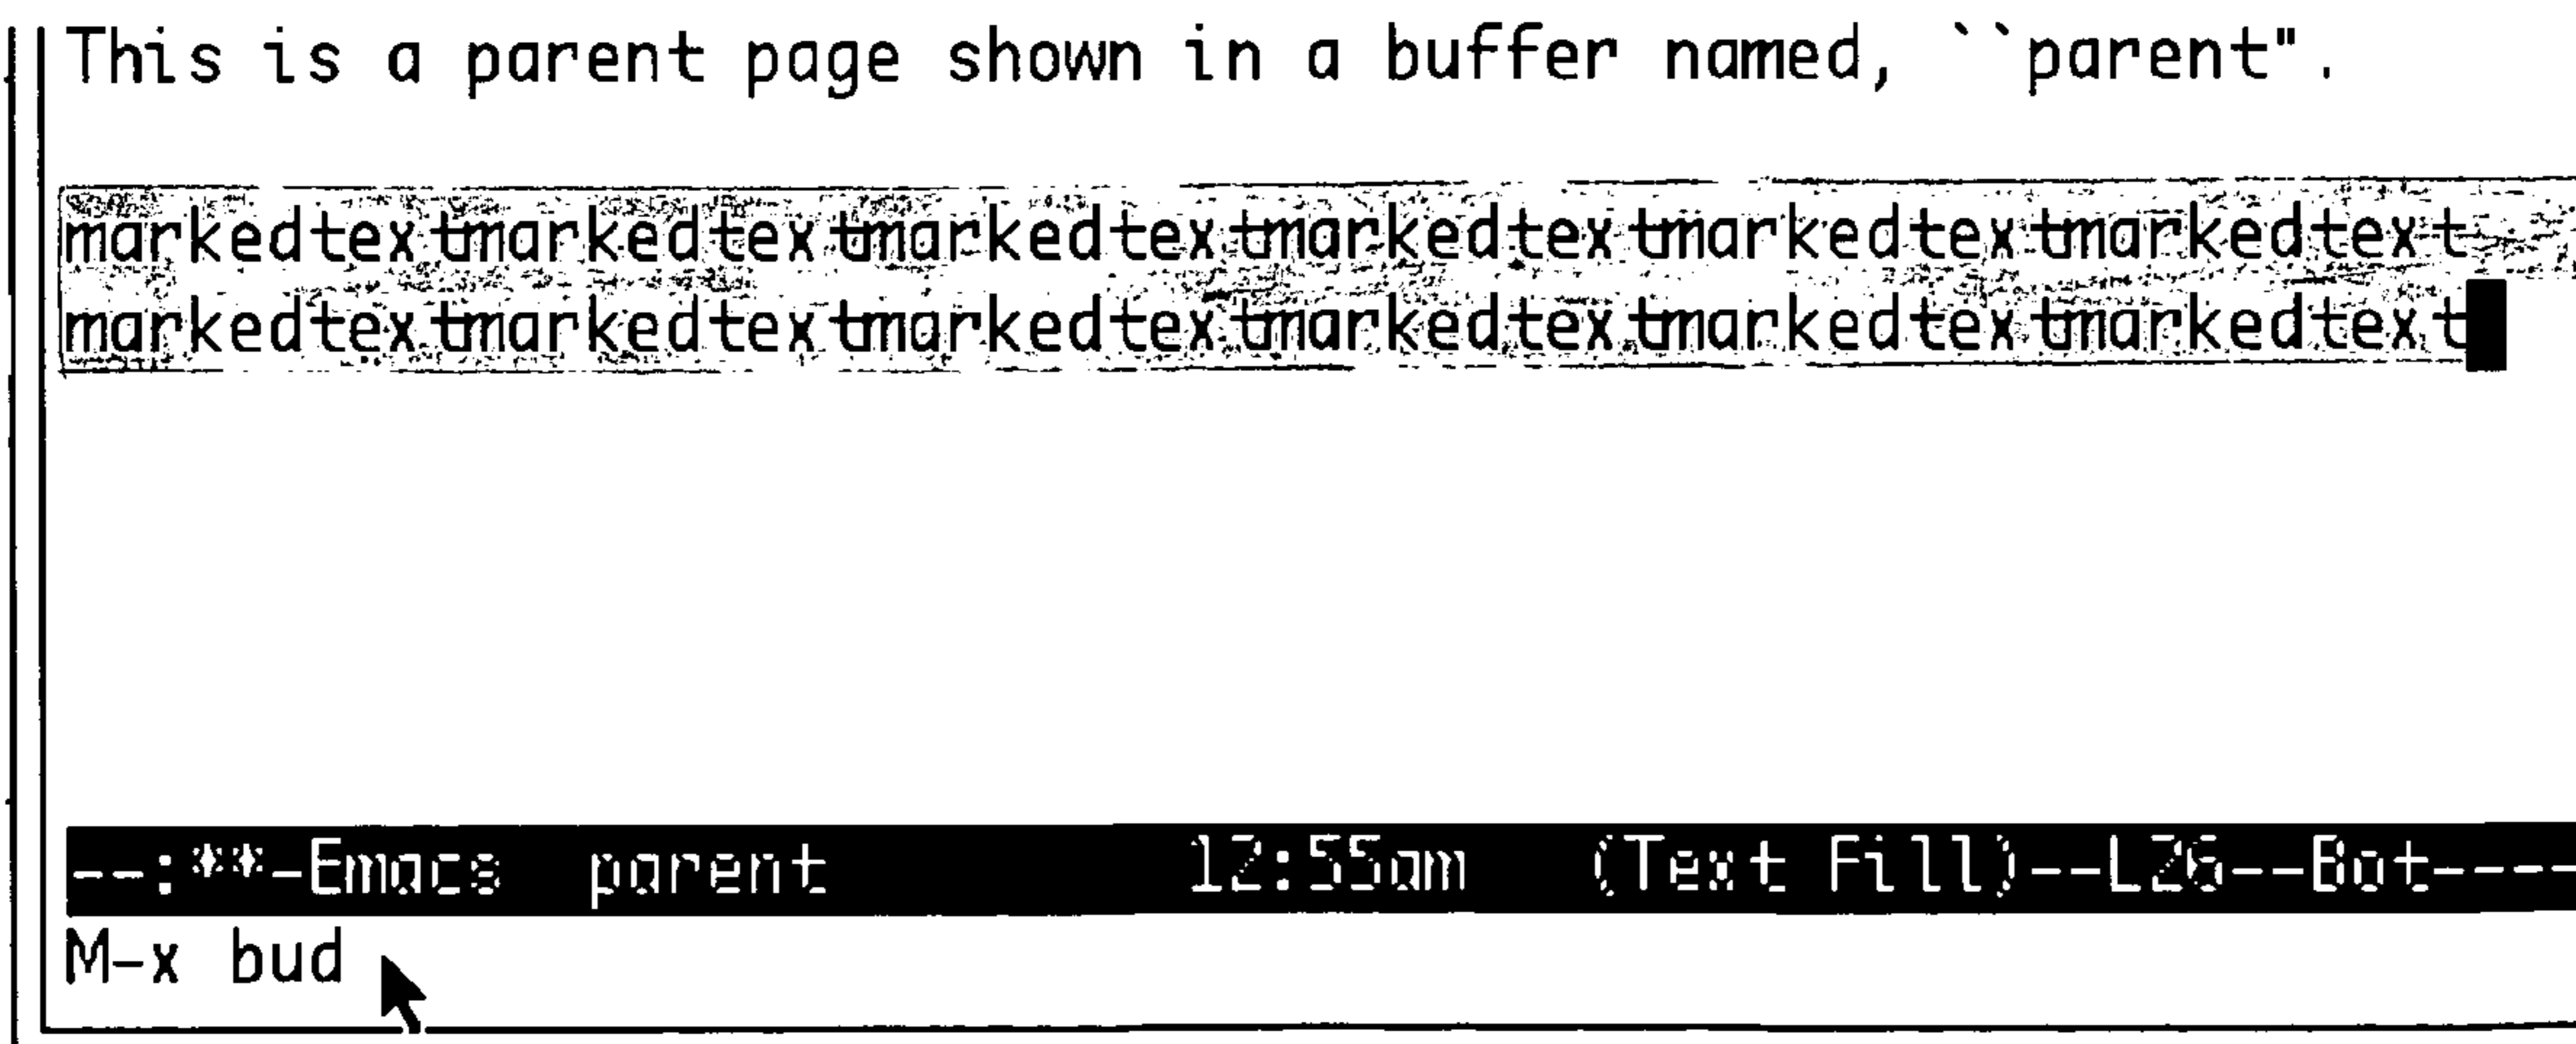 This is a parent page shown in a buffer named, ``parent".
markedtextmarkedtextmarkedtextmarkedtextmarkedtextmarkedtext
markedtextmarkedtextmarkedtextmarkedtextmarkedtextmarkedtext
--:**-Emacs  parent         12:55am   (Text Fill)--L26--Bot----
M-x bud